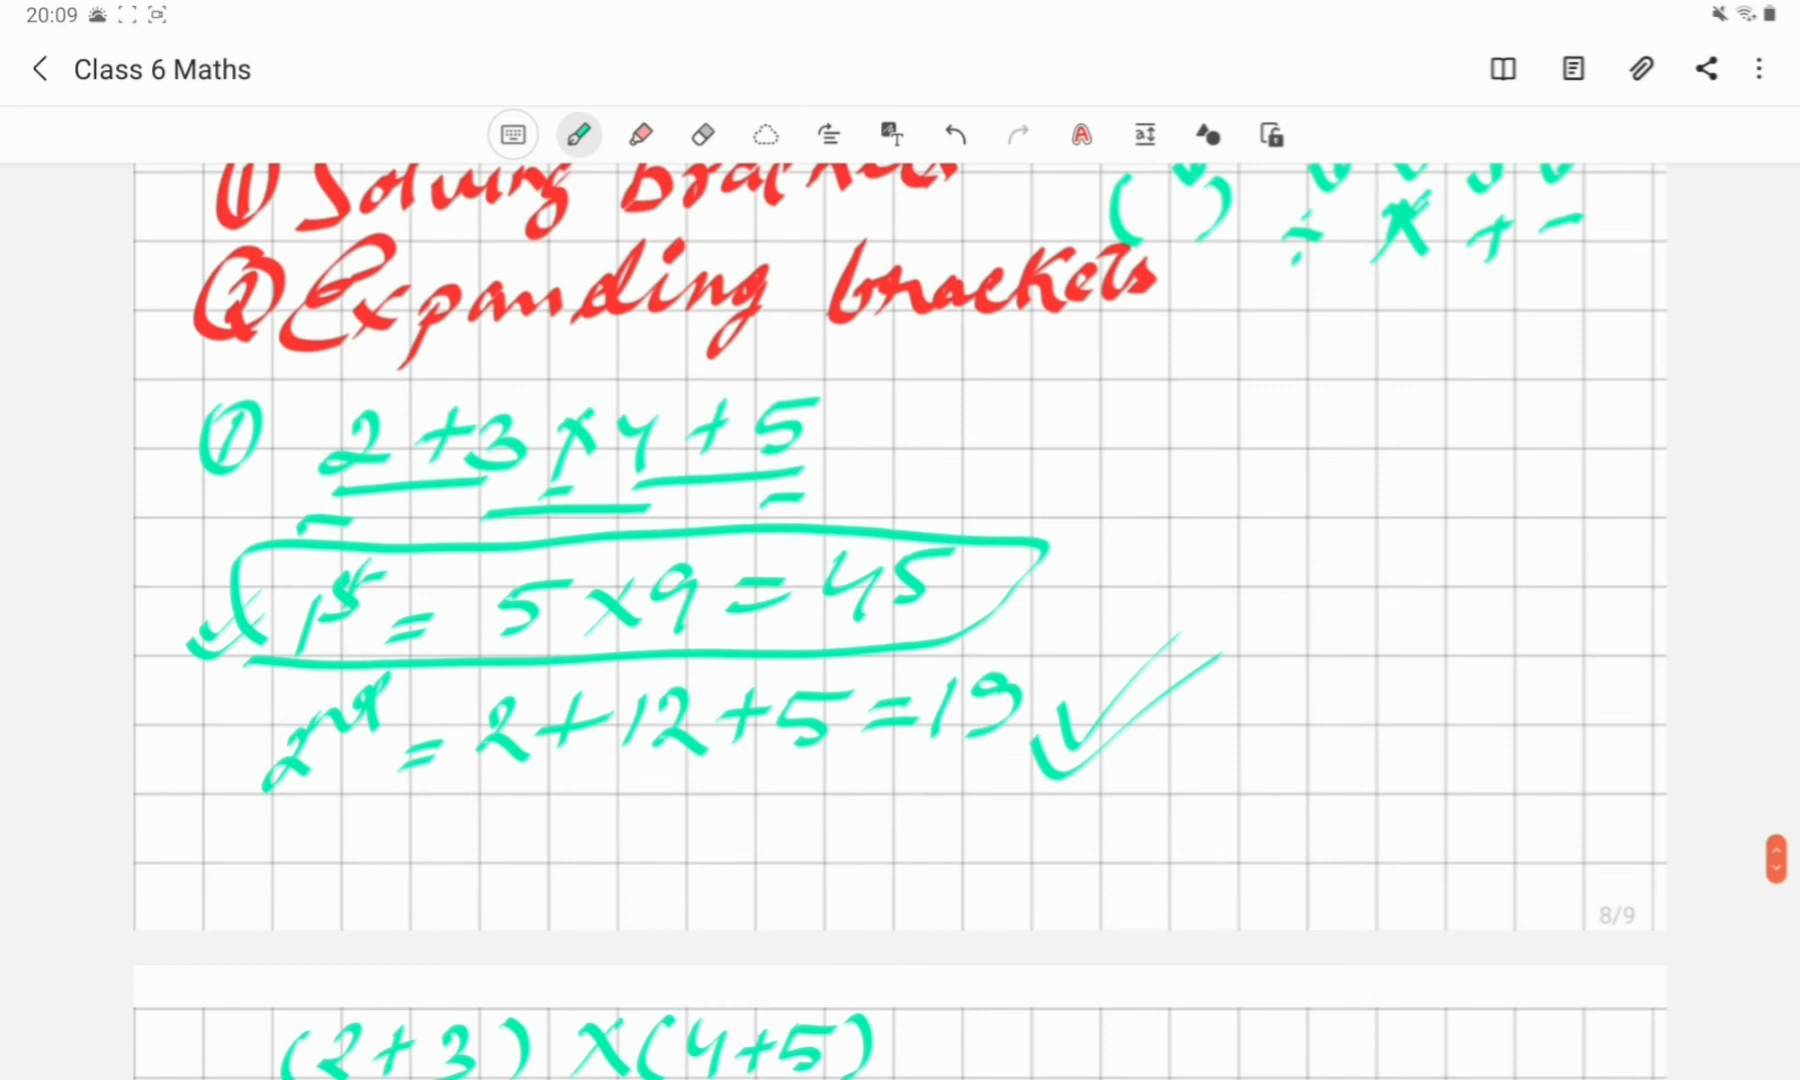 20:09
Class 6 Maths
① Solving brackets
( ) ÷ × + -
② Expanding brackets
① 2 + 3 × 4 + 5
1st = 5 × 9 = 45
2nd = 2 + 12 + 5 = 19
8/9
(2 + 3) × (4 + 5)